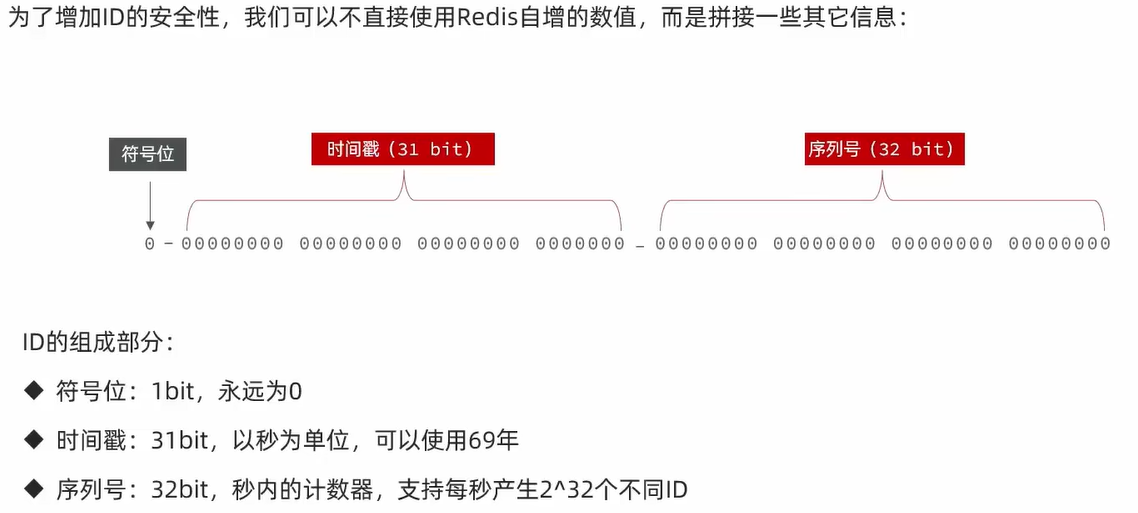 为了增加ID的安全性，我们可以不直接使用Redis自增的数值，而是拼接一些其它信息：
符号位 时间戳（31 bit） 序列号（32 bit）
0-00000000 00000000 00000000 0000000-00000000 00000000 00000000 00000000
ID的组成部分：
◆ 符号位：1bit，永远为0
◆ 时间戳：31bit，以秒为单位，可以使用69年
◆ 序列号：32bit，秒内的计数器，支持每秒产生2^32个不同ID